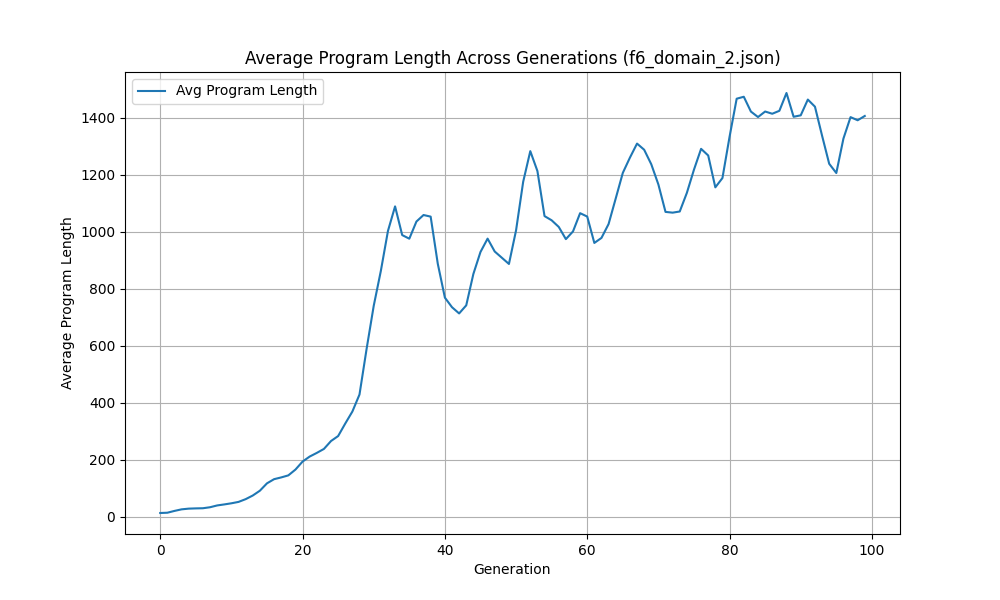 Average Program Length Across Generations (f6_domain_2.json)
Avg Program Length
1400
1200
1000
800
600
400
200
0
Average Program Length
0 20 40 60 80 100
Generation